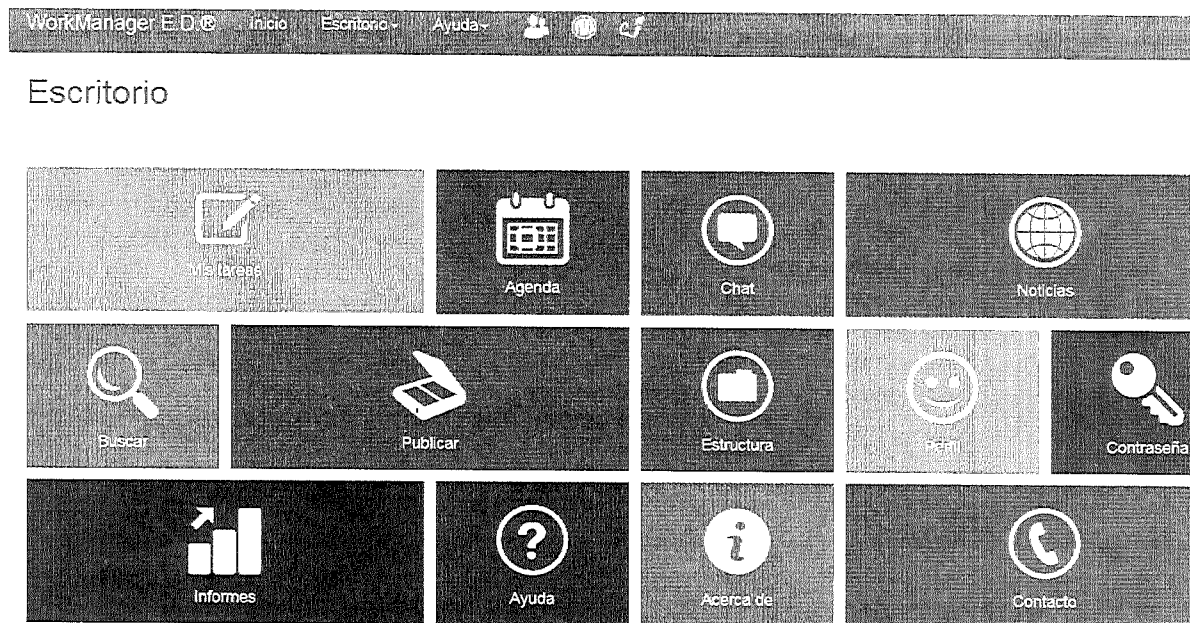 WorkManager E.D.® Inicio Escritorio Ayuda
Escritorio
Mis tareas
Agenda
Chat
Noticias
Buscar
Publicar
Estructura
Perfil
Contraseña
Informes
Ayuda
Acerca de
Contacto